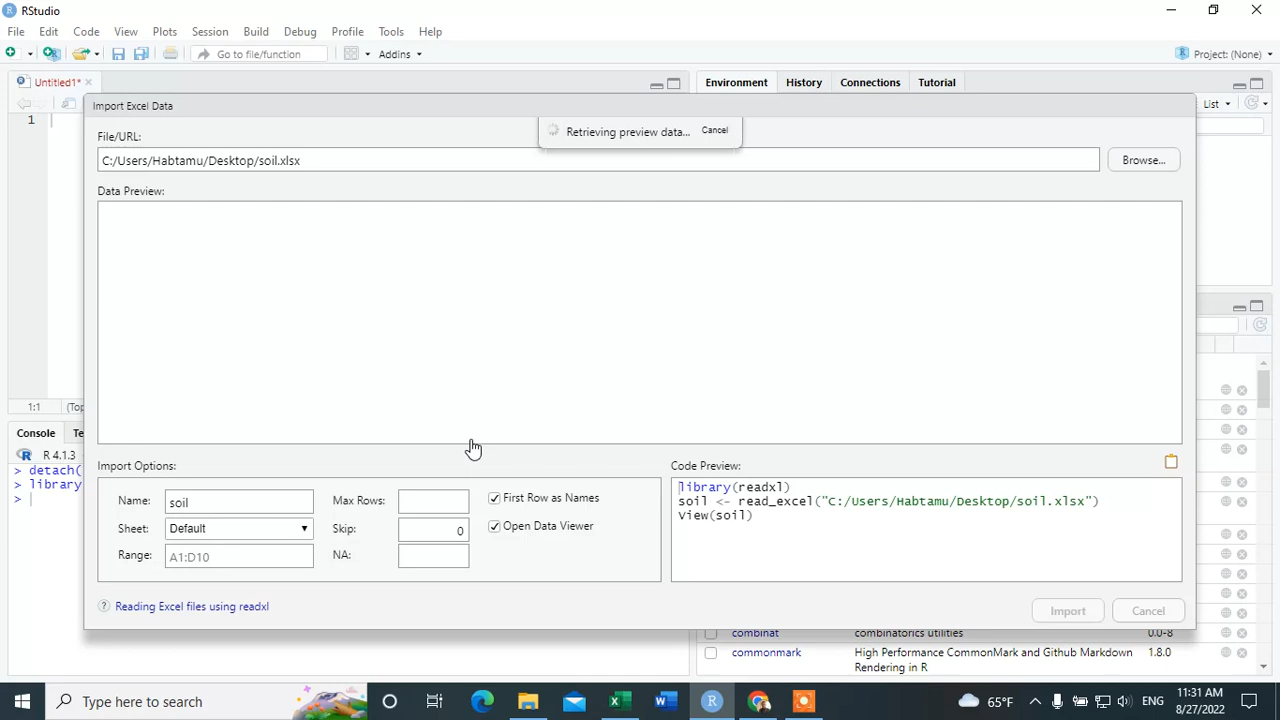 RStudio
File Edit Code View Plots Session Build Debug Profile Tools Help
Go to file/function Addins Project: (None)
Untitled1* Environment History Connections Tutorial
Import Excel Data
List
1
File/URL:
Retrieving preview data... Cancel
C:/Users/Habtamu/Desktop/soil.xlsx Browse...
Data Preview:
1:1 (Top
Console Te
R 4.1.3
> detach(
> library
>
Import Options:
Name: soil Max Rows: First Row as Names
Sheet: Default Skip: 0 Open Data Viewer
Range: A1:D10 NA:
Code Preview:
library(readxl)
soil <- read_excel("C:/Users/Habtamu/Desktop/soil.xlsx")
View(soil)
? Reading Excel files using readxl Import Cancel
combinat combinatorics utilities 0.0-8
commonmark High Performance CommonMark and Github Markdown 1.8.0
Rendering in R
Type here to search 65°F ENG 11:31 AM
8/27/2022